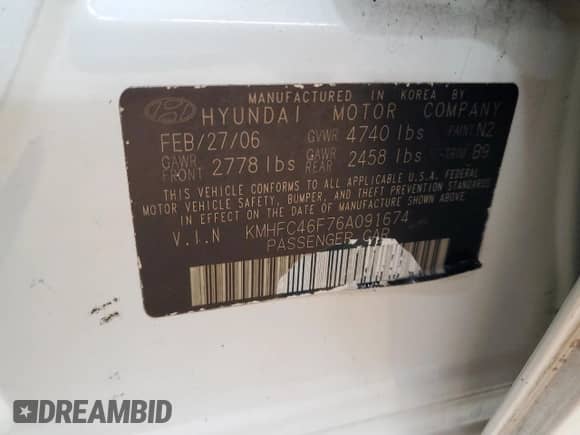 MANUFACTURED IN KOREA BY
HYUNDAI MOTOR COMPANY
FEB/27/06 GVWR 4740 lbs PAINT N2
GAWR FRONT 2778 lbs GAWR REAR 2458 lbs TRIM B9
THIS VEHICLE CONFORMS TO ALL APPLICABLE U.S.A. FEDERAL
MOTOR VEHICLE SAFETY, BUMPER, AND THEFT PREVENTION STANDARDS
IN EFFECT ON THE DATE OF MANUFACTURE SHOWN ABOVE.
V.I.N KMHFC46F76A091674
PASSENGER CAR
DREAMBID